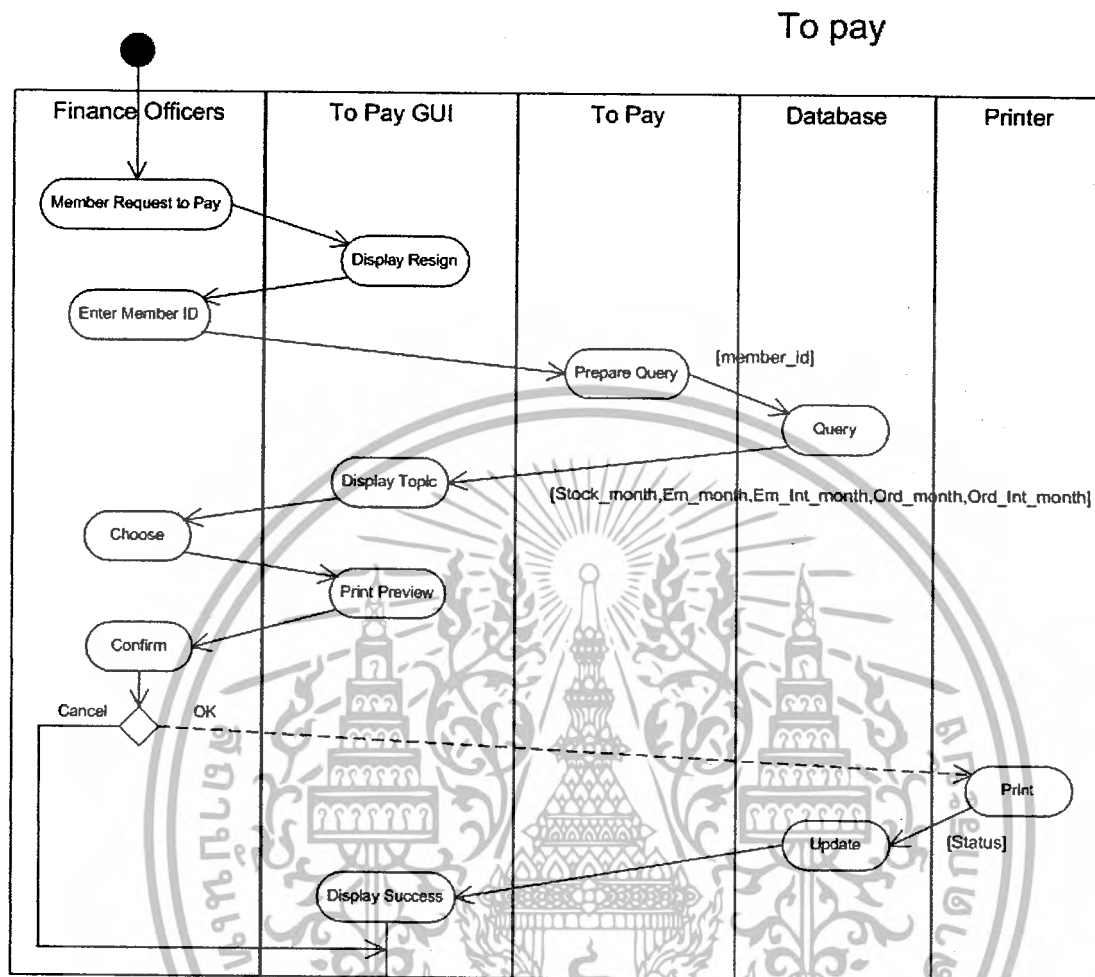 To pay
Finance Officers
To Pay GUI
To Pay
Database
Printer
Member Request to Pay
Display Resign
Enter Member ID
Prepare Query
[member_id]
Query
Display Topic
[Stock_month,Em_month,Em_Int_month,Ord_month,Ord_Int_month]
Choose
Print Preview
Confirm
Cancel
OK
Print
[Status]
Update
Display Success